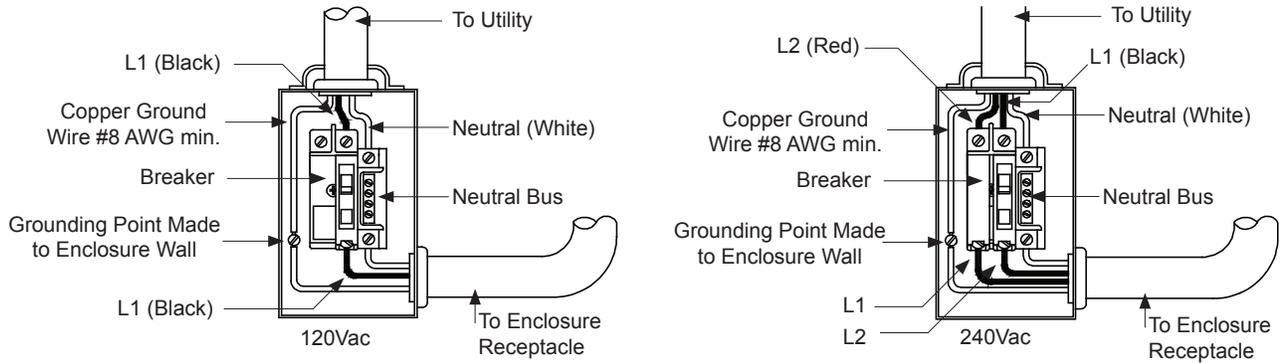 To Utility
L1 (Black)
Copper Ground
Wire #8 AWG min.
Neutral (White)
Breaker
Neutral Bus
Grounding Point Made
to Enclosure Wall
L1 (Black)
To Enclosure
Receptacle
120Vac
To Utility
L2 (Red)
L1 (Black)
Copper Ground
Wire #8 AWG min.
Neutral (White)
Breaker
Neutral Bus
Grounding Point Made
to Enclosure Wall
L1
L2
To Enclosure
Receptacle
240Vac